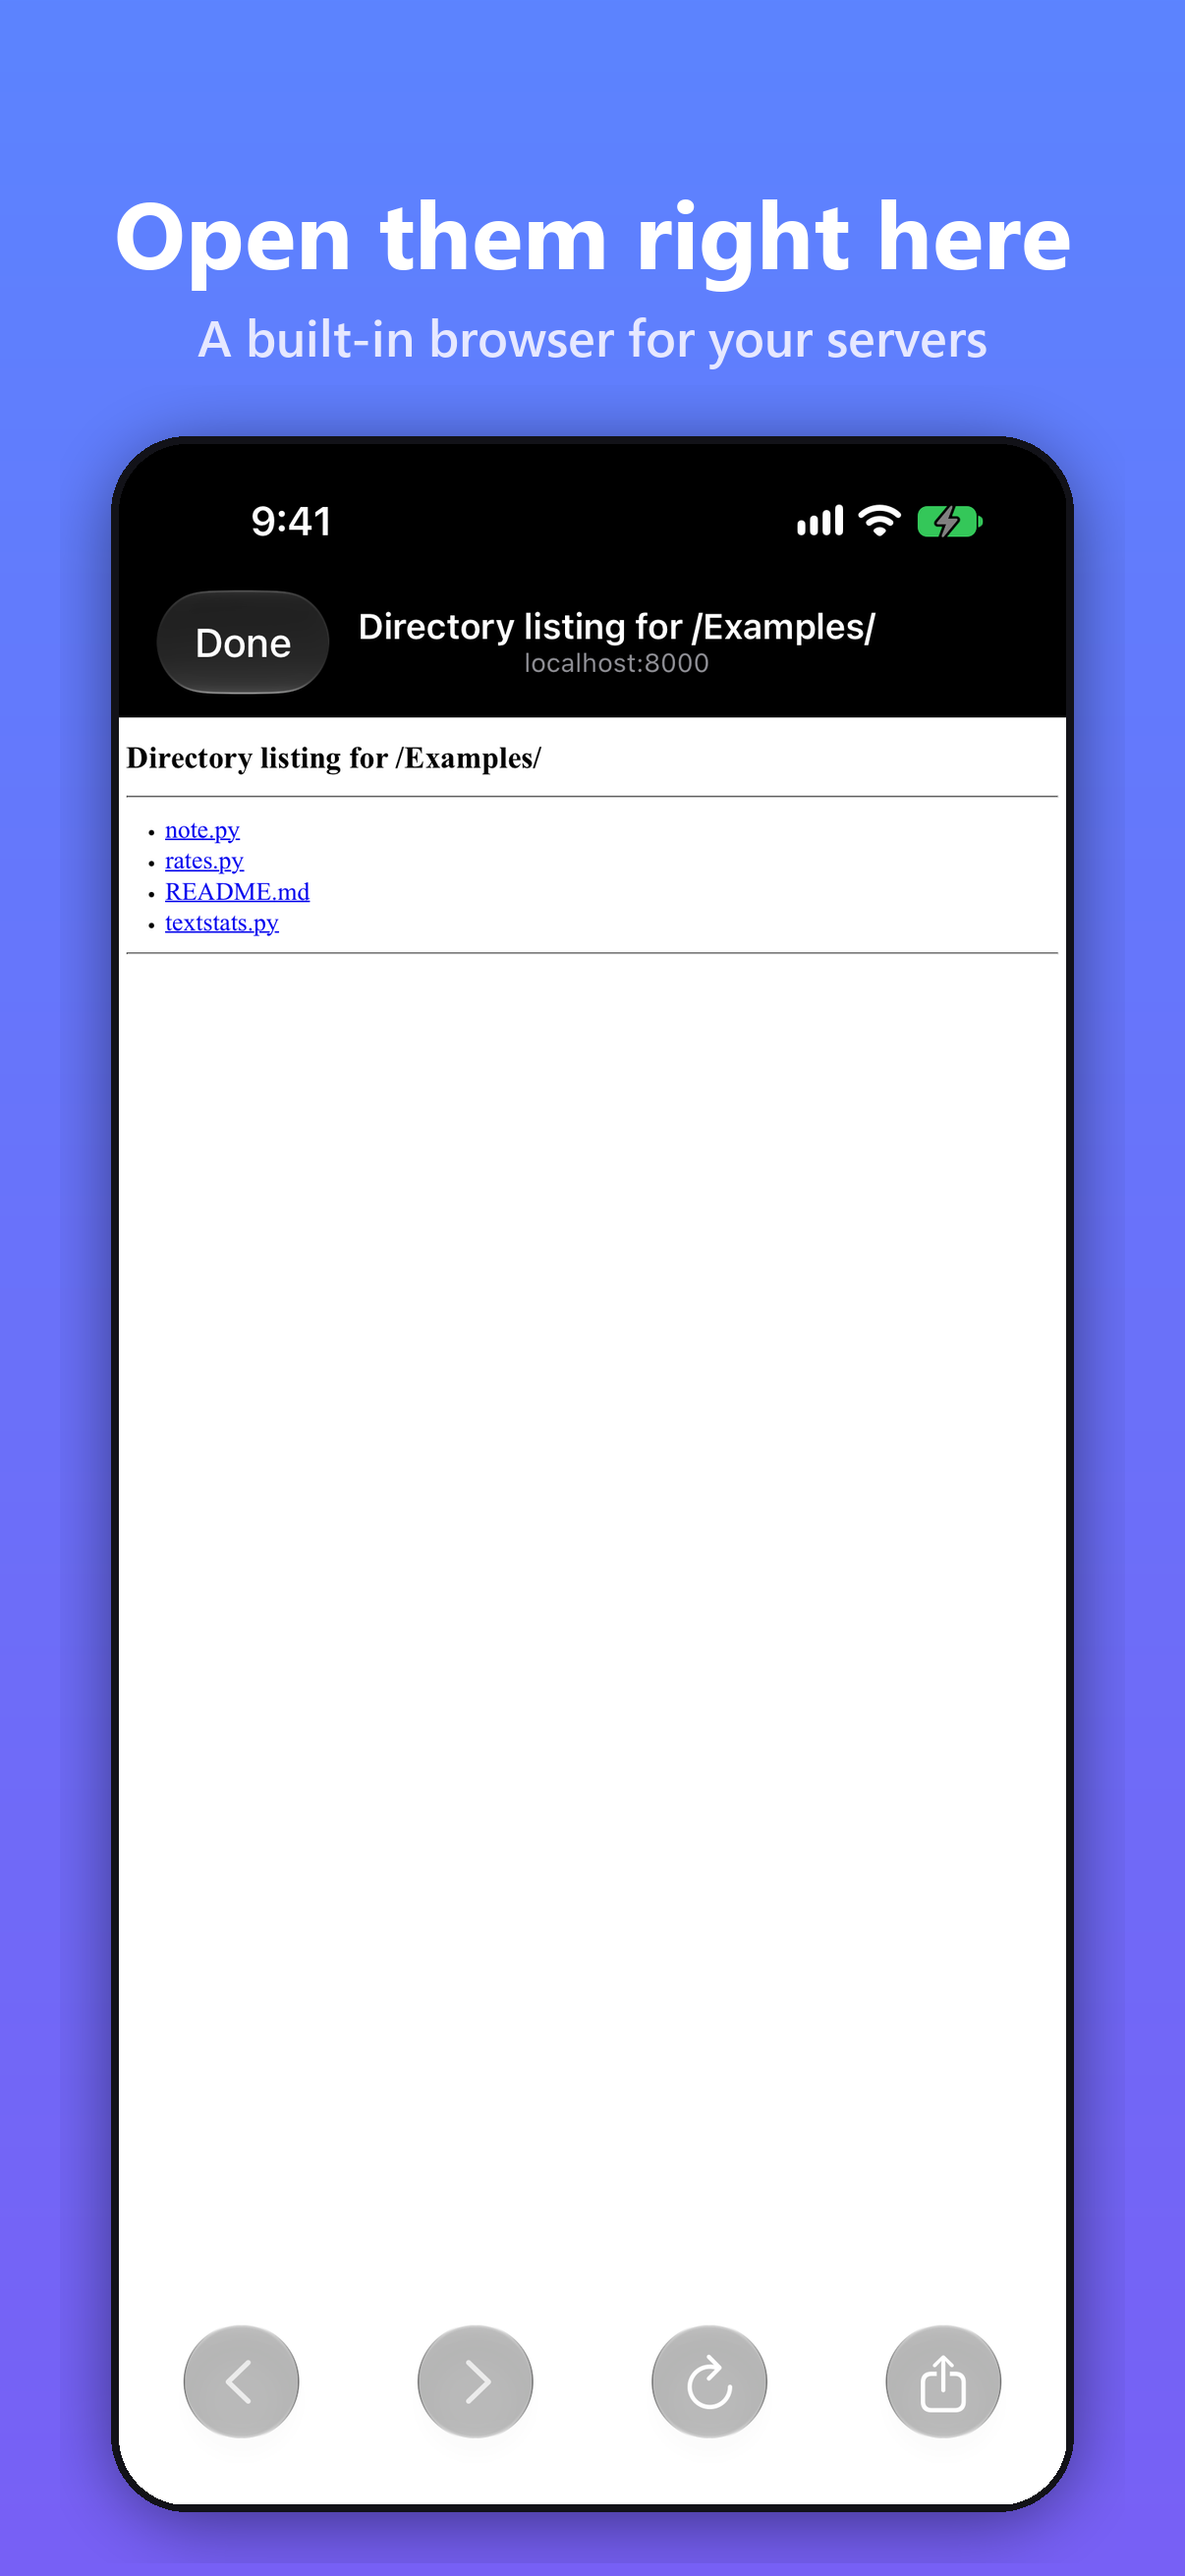 Open them right here
A built-in browser for your servers
9:41
Done
Directory listing for /Examples/
localhost:8000
Directory listing for /Examples/
note.py
rates.py
README.md
textstats.py